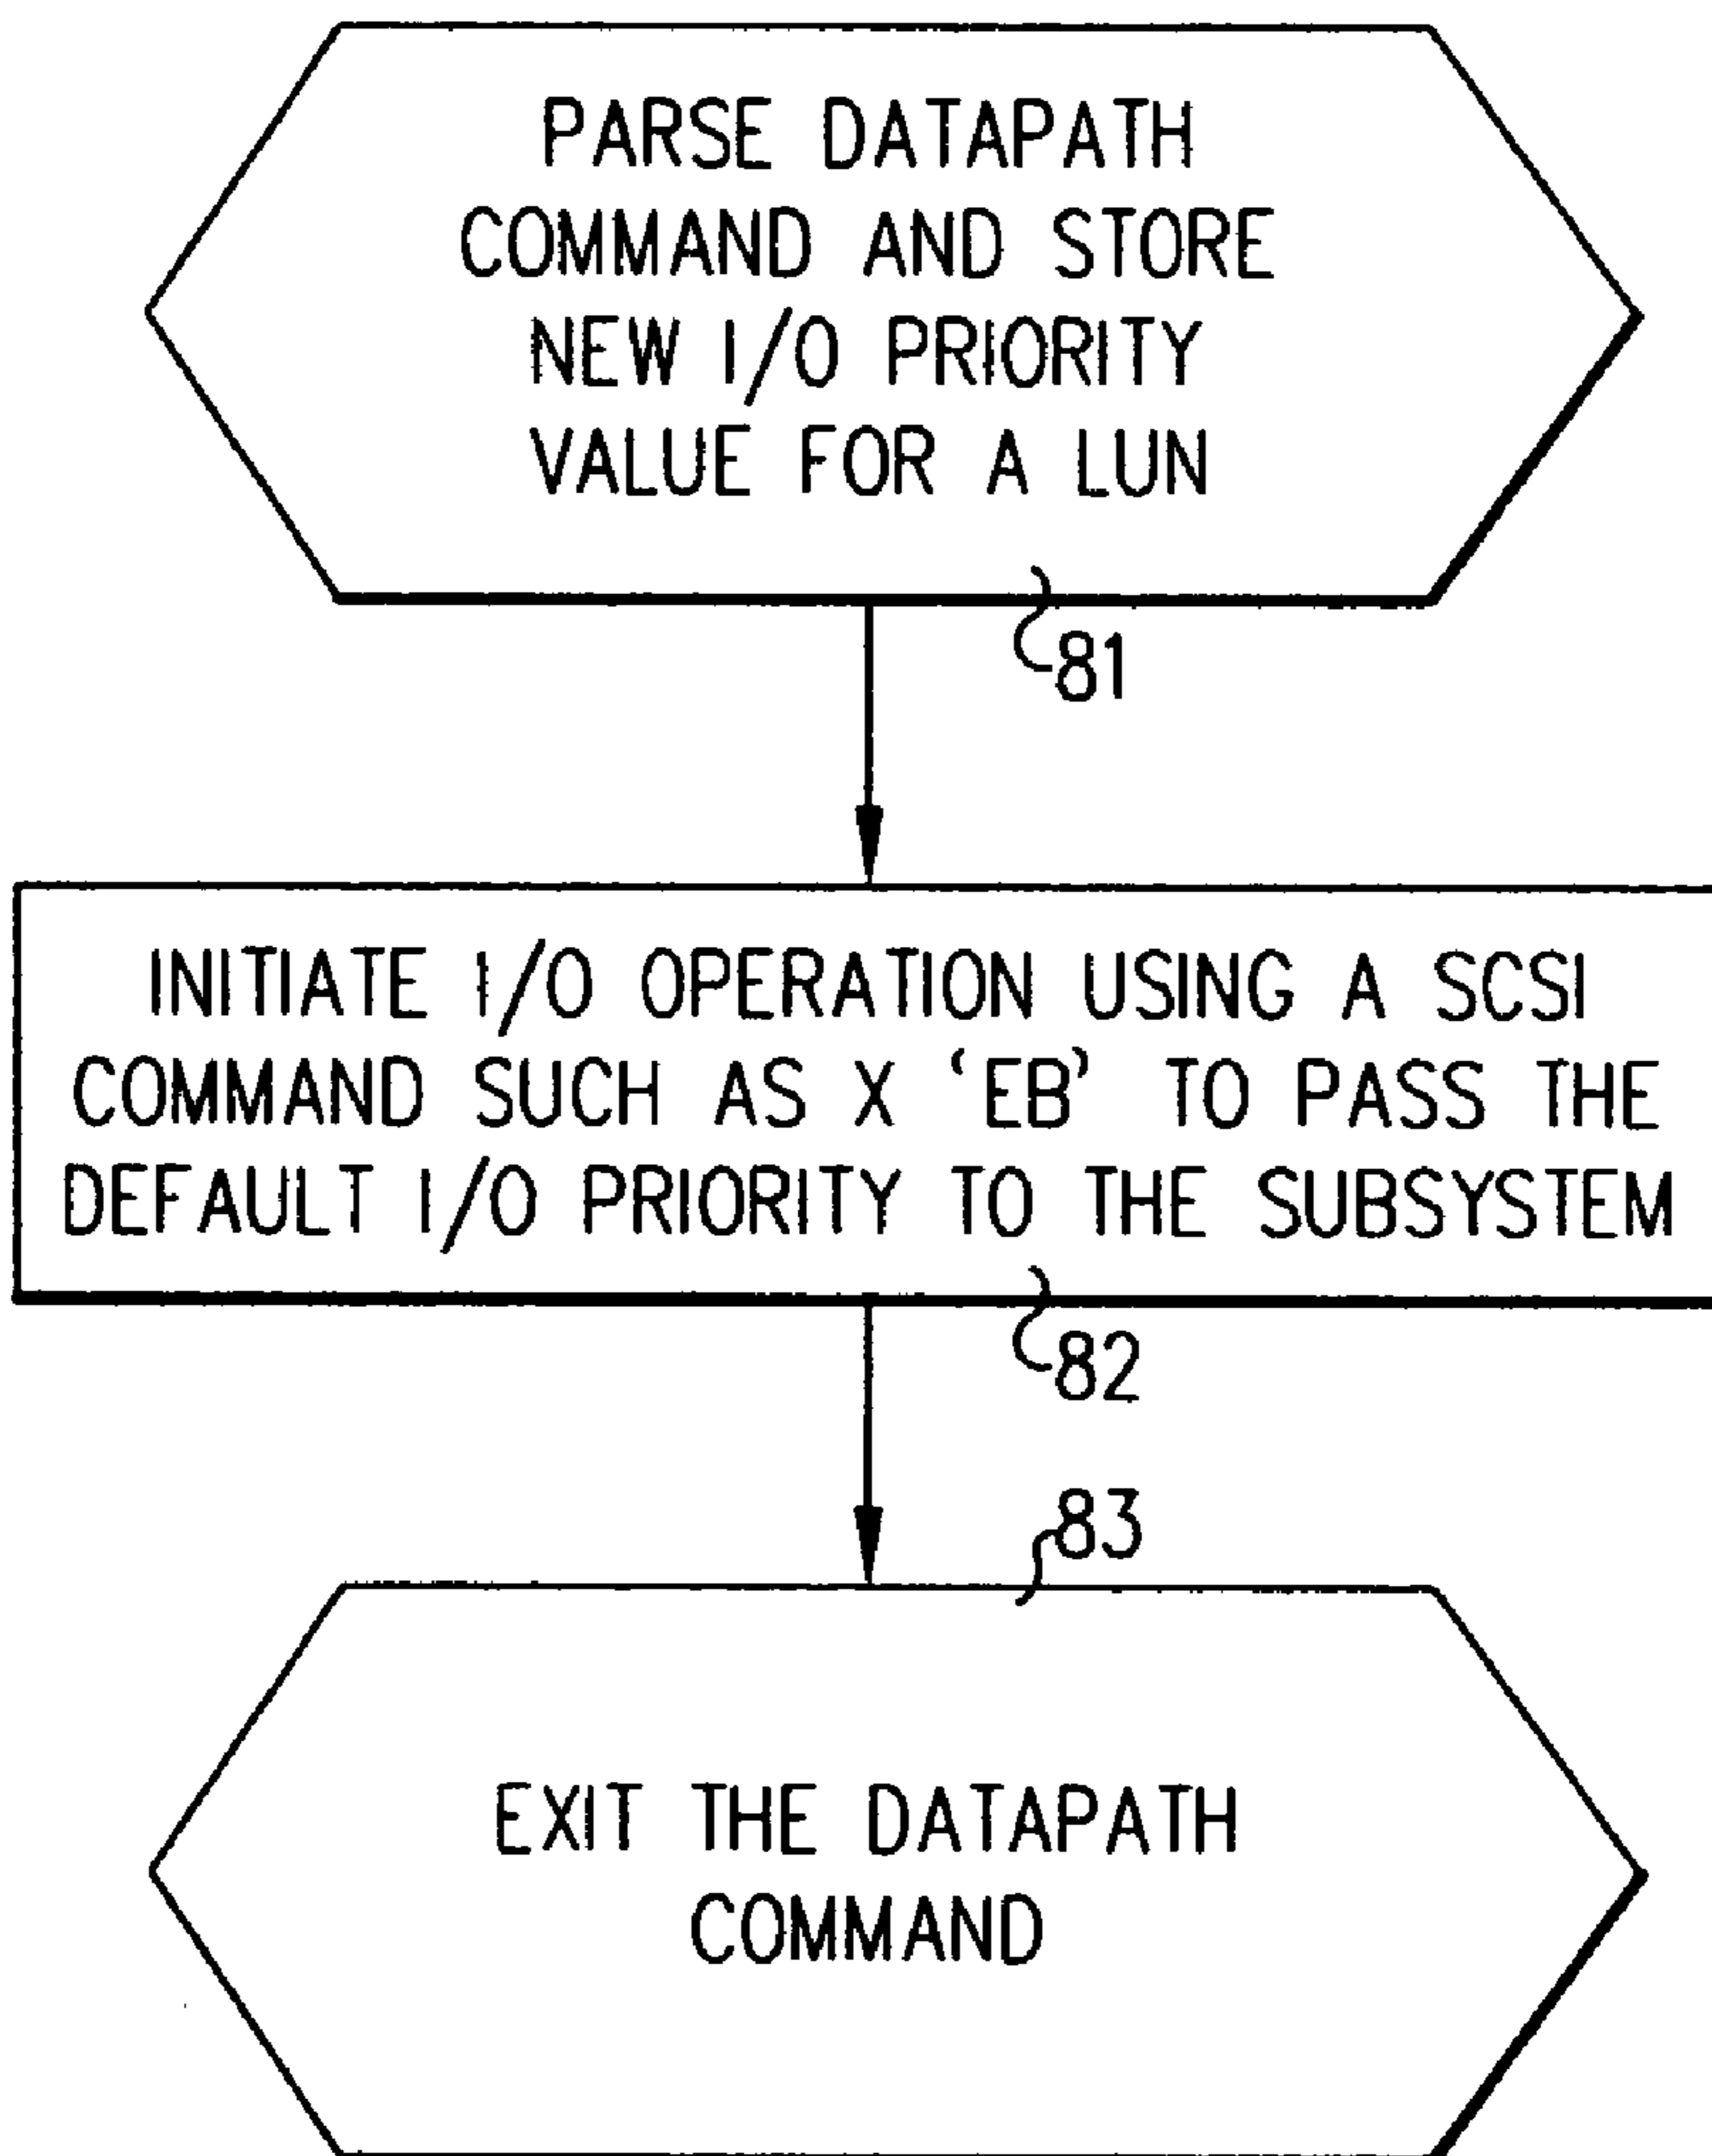 PARSE DATAPATH
COMMAND AND STORE
NEW I/O PRIORITY
VALUE FOR A LUN
81
INITIATE I/O OPERATION USING A SCSI
COMMAND SUCH AS X ‘EB’ TO PASS THE
DEFAULT I/O PRIORITY TO THE SUBSYSTEM
82
83
EXIT THE DATAPATH
COMMAND